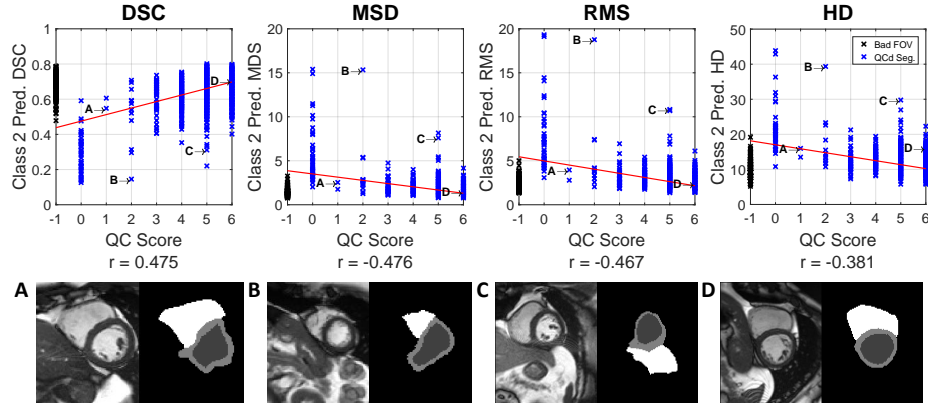 DSC
Class 2 Pred. DSC
1
0.8
0.6
0.4
0.2
0
A
B
C
D
-1 0 1 2 3 4 5 6
QC Score
r = 0.475
MSD
Class 2 Pred. MDS
25
20
15
10
5
0
B
C
A
D
-1 0 1 2 3 4 5 6
QC Score
r = -0.476
RMS
Class 2 Pred. RMS
20
15
10
5
0
B
C
A
D
-1 0 1 2 3 4 5 6
QC Score
r = -0.467
HD
Class 2 Pred. HD
50
40
30
20
10
0
Bad FOV
QCd Seg.
B
C
A
D
-1 0 1 2 3 4 5 6
QC Score
r = -0.381
A
B
C
D